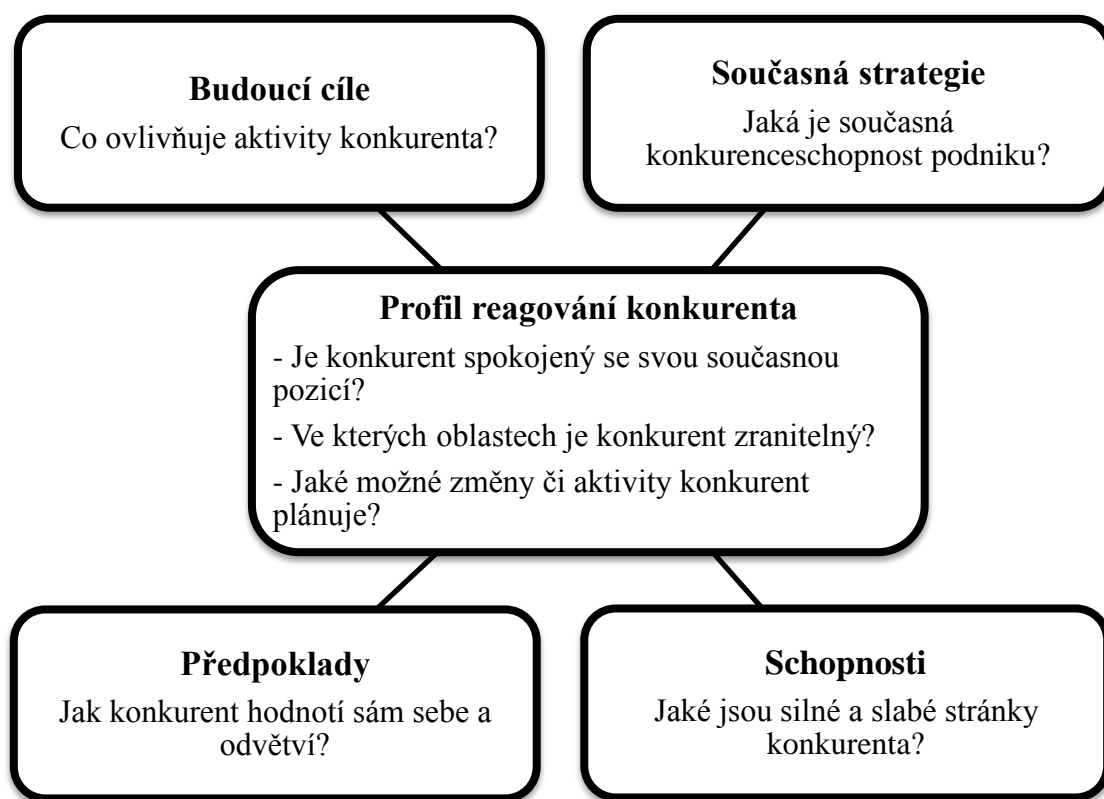 Budoucí cíle
Co ovlivňuje aktivity konkurenta?
Současná strategie
Jaká je současná
konkurenceschopnost podniku?
Profil reagování konkurenta
- Je konkurent spokojený se svou současnou
pozicí?
- Ve kterých oblastech je konkurent zranitelný?
- Jaké možné změny či aktivity konkurent
plánuje?
Předpoklady
Jak konkurent hodnotí sám sebe a
odvětví?
Schopnosti
Jaké jsou silné a slabé stránky
konkurenta?